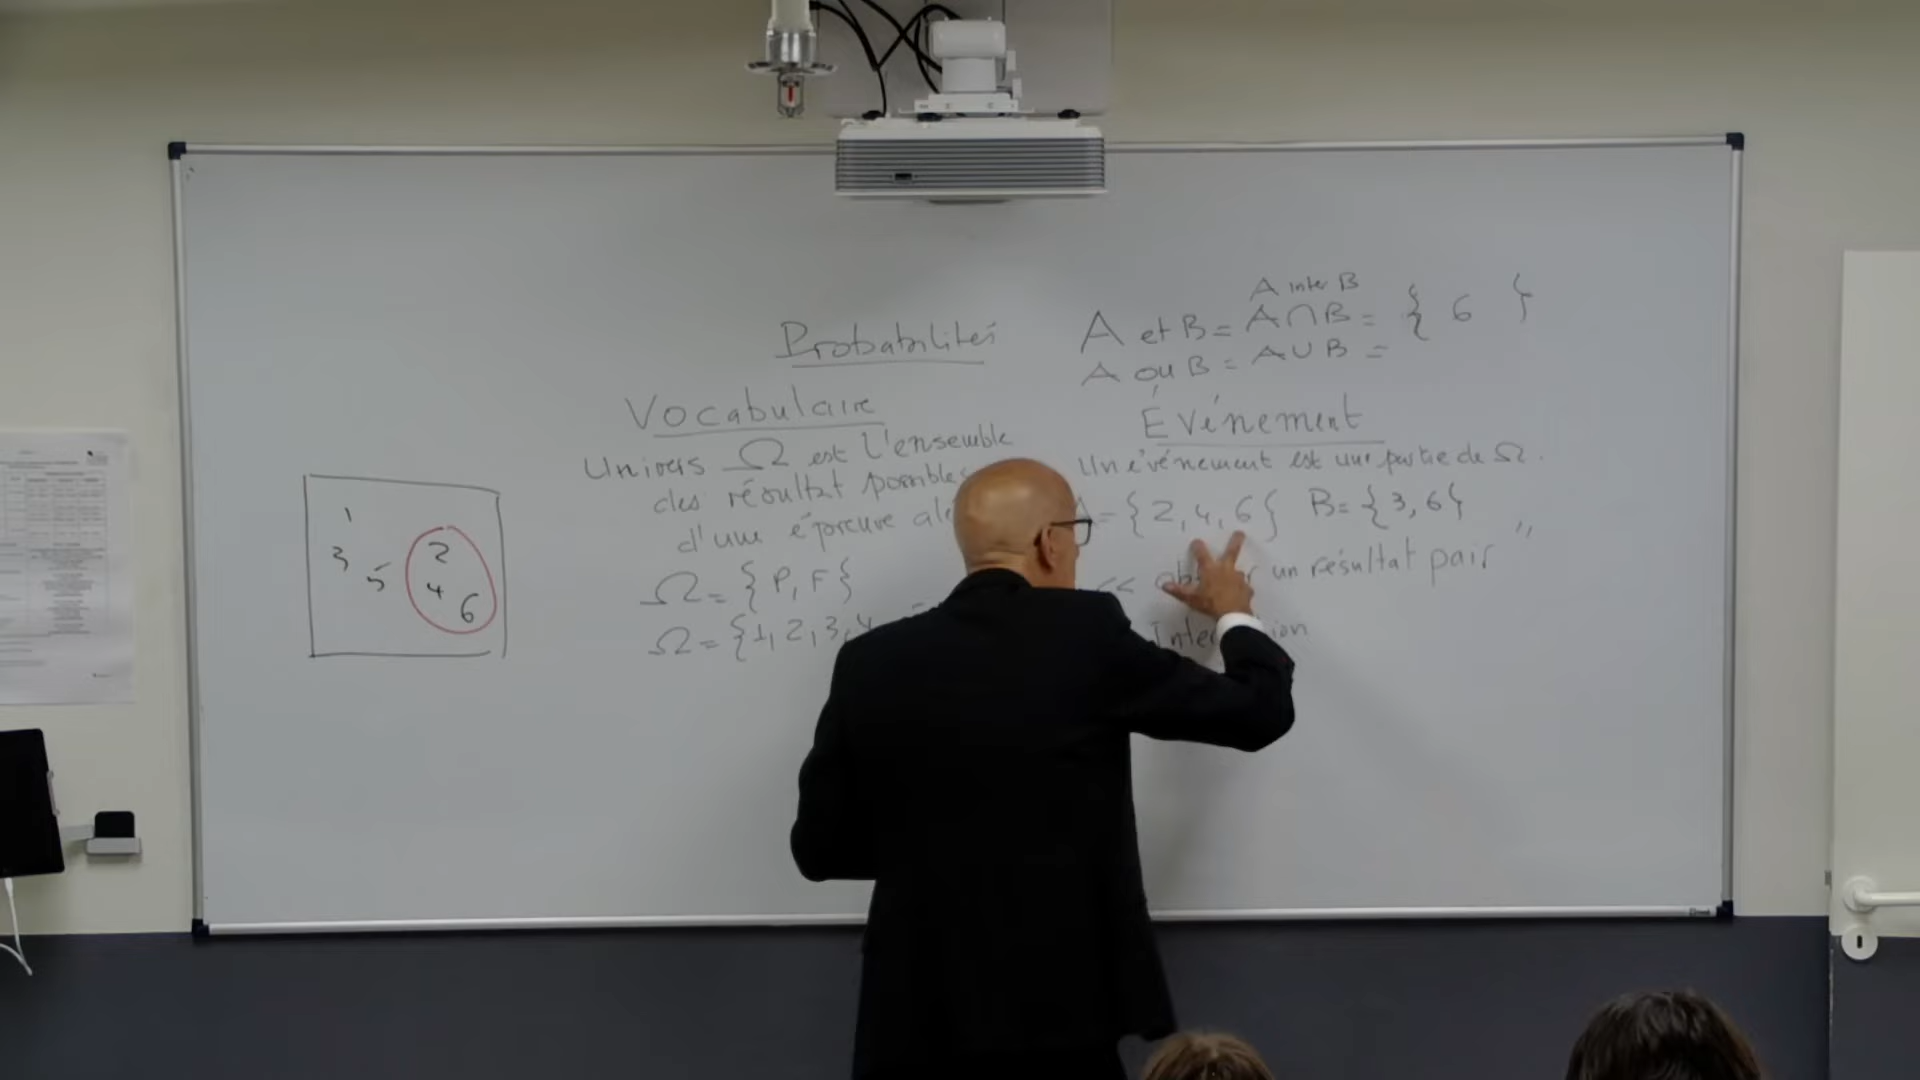 Probabilités
Vocabulaire
Univers Ω est l'ensemble
des résultat possibles
d'une épreuve
Ω = {P, F}
Ω = {1, 2, 3, 4
1
3
5
2
4
6
A inter B
A et B = A∩B = { 6 }
A ou B = A∪B =
Événement
Un événement est une partie de Ω.
= {2, 4, 6} B = {3, 6}
<< un résultat pair "